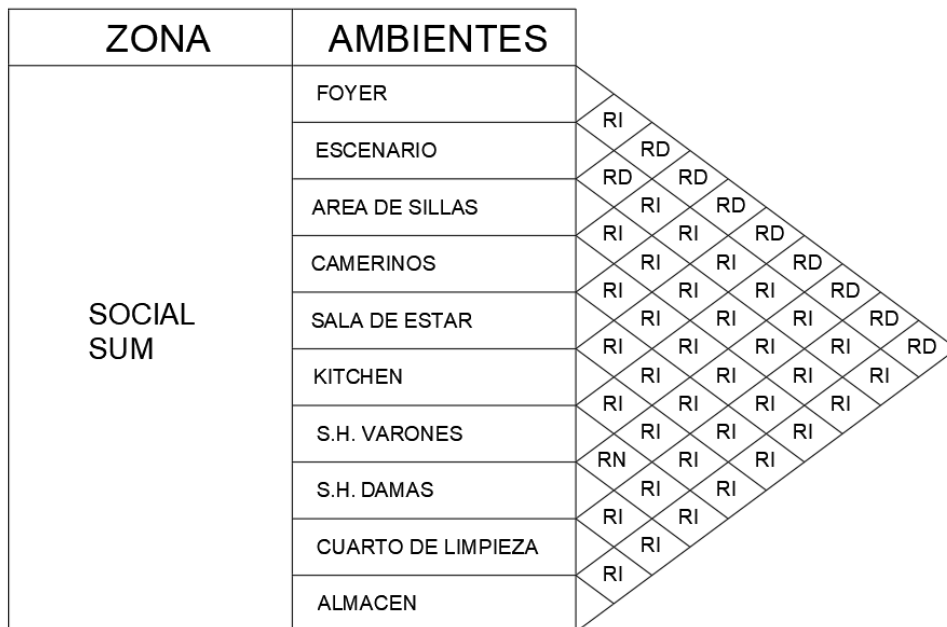 ZONA
AMBIENTES
SOCIAL
SUM
FOYER
ESCENARIO
AREA DE SILLAS
CAMERINOS
SALA DE ESTAR
KITCHEN
S.H. VARONES
S.H. DAMAS
CUARTO DE LIMPIEZA
ALMACEN
RI
RD
RD RD
RI RD
RI RI RD
RI RI RD
RI RI RI RD
RI RI RI RD
RI RI RI RI RD
RI RI RI RI
RI RI RI RI
RI RI RI
RN RI RI
RI RI
RI RI
RI
RI